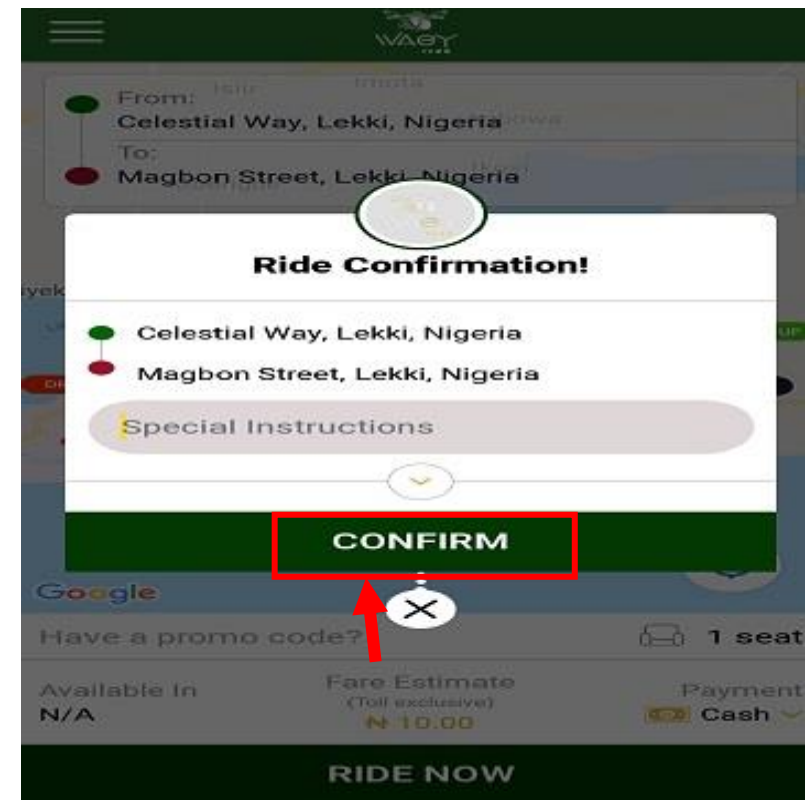 WAGY
From:
Celestial Way, Lekki, Nigeria
To:
Magbon Street, Lekki, Nigeria
Ride Confirmation!
Celestial Way, Lekki, Nigeria
Magbon Street, Lekki, Nigeria
Special Instructions
CONFIRM
Google
Have a promo code?
1 seat
Available In
N/A
Fare Estimate
(Toll exclusive)
₦ 10.00
Payment
Cash
RIDE NOW